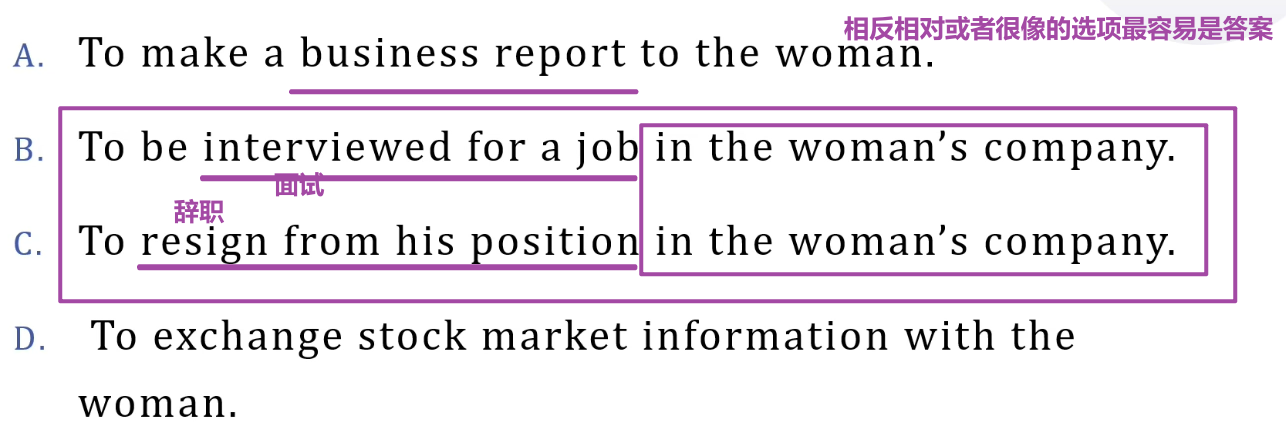 相反相对或者很像的选项最容易是答案
A. To make a business report to the woman.
B. To be interviewed for a job in the woman’s company.
面试
辞职
C. To resign from his position in the woman’s company.
D. To exchange stock market information with the
woman.